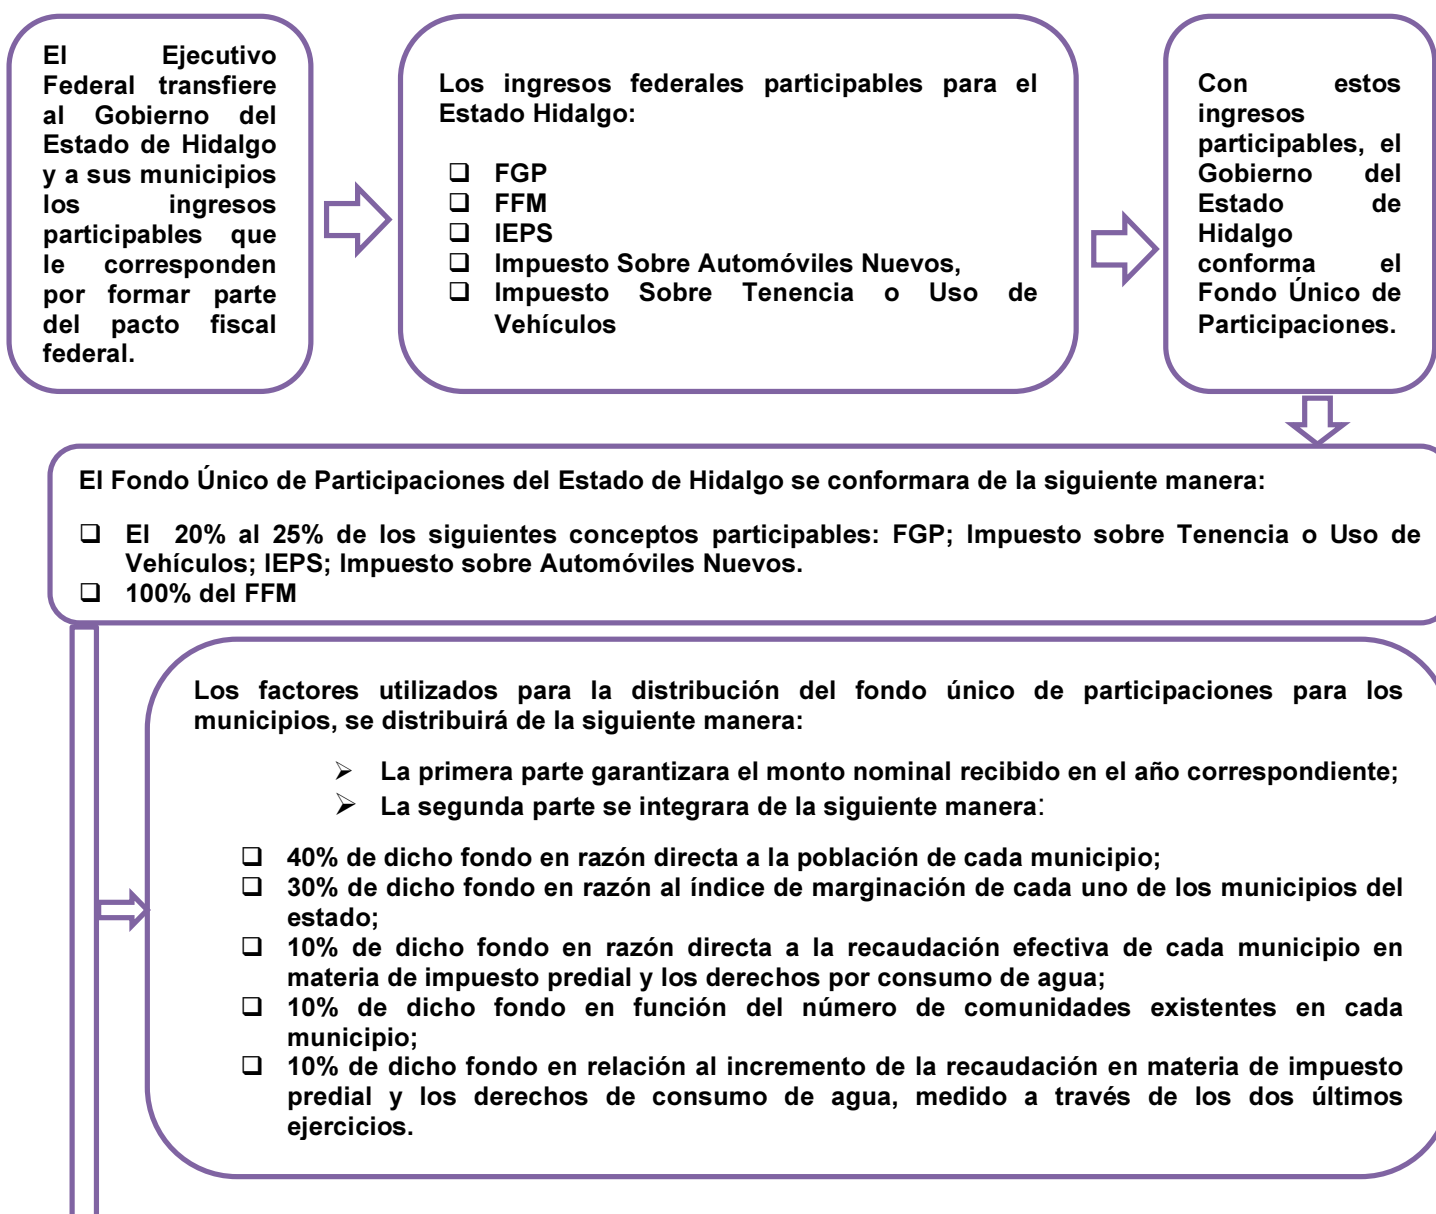 El Ejecutivo
Federal transfiere
al Gobierno del
Estado de Hidalgo
y a sus municipios
los ingresos
participables que
le corresponden
por formar parte
del pacto fiscal
federal.
Los ingresos federales participables para el
Estado Hidalgo:
❑ FGP
❑ FFM
❑ IEPS
❑ Impuesto Sobre Automóviles Nuevos,
❑ Impuesto Sobre Tenencia o Uso de
Vehículos
Con estos
ingresos
participables, el
Gobierno del
Estado de
Hidalgo
conforma el
Fondo Único de
Participaciones.
El Fondo Único de Participaciones del Estado de Hidalgo se conformara de la siguiente manera:
❑ El 20% al 25% de los siguientes conceptos participables: FGP; Impuesto sobre Tenencia o Uso de
Vehículos; IEPS; Impuesto sobre Automóviles Nuevos.
❑ 100% del FFM
Los factores utilizados para la distribución del fondo único de participaciones para los
municipios, se distribuirá de la siguiente manera:
➢ La primera parte garantizara el monto nominal recibido en el año correspondiente;
➢ La segunda parte se integrara de la siguiente manera:
❑ 40% de dicho fondo en razón directa a la población de cada municipio;
❑ 30% de dicho fondo en razón al índice de marginación de cada uno de los municipios del
estado;
❑ 10% de dicho fondo en razón directa a la recaudación efectiva de cada municipio en
materia de impuesto predial y los derechos por consumo de agua;
❑ 10% de dicho fondo en función del número de comunidades existentes en cada
municipio;
❑ 10% de dicho fondo en relación al incremento de la recaudación en materia de impuesto
predial y los derechos de consumo de agua, medido a través de los dos últimos
ejercicios.